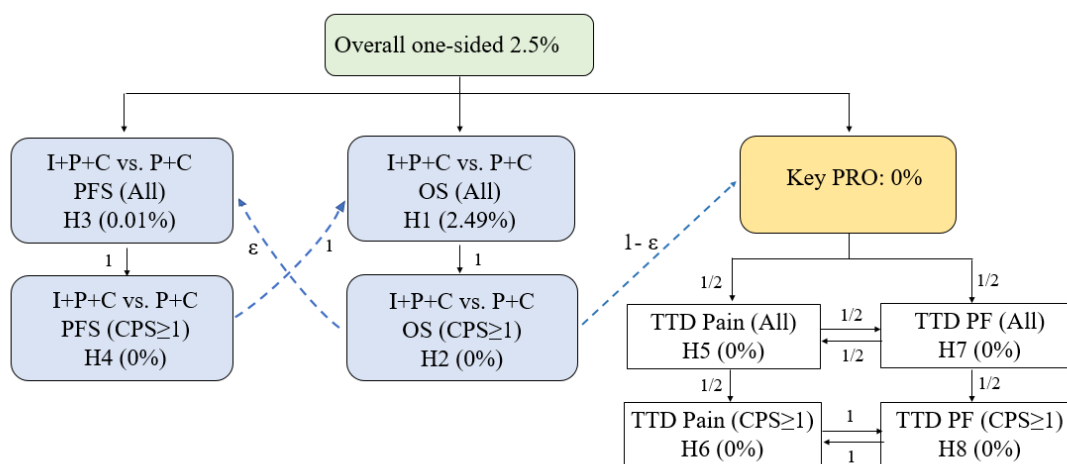 Overall one-sided 2.5%
I+P+C vs. P+C
PFS (All)
H3 (0.01%)
I+P+C vs. P+C
OS (All)
H1 (2.49%)
Key PRO: 0%
1
ε
1
1
1- ε
I+P+C vs. P+C
PFS (CPS≥1)
H4 (0%)
I+P+C vs. P+C
OS (CPS≥1)
H2 (0%)
1/2
1/2
TTD Pain (All)
H5 (0%)
1/2
1/2
TTD PF (All)
H7 (0%)
1/2
1/2
TTD Pain (CPS≥1)
H6 (0%)
1
1
TTD PF (CPS≥1)
H8 (0%)